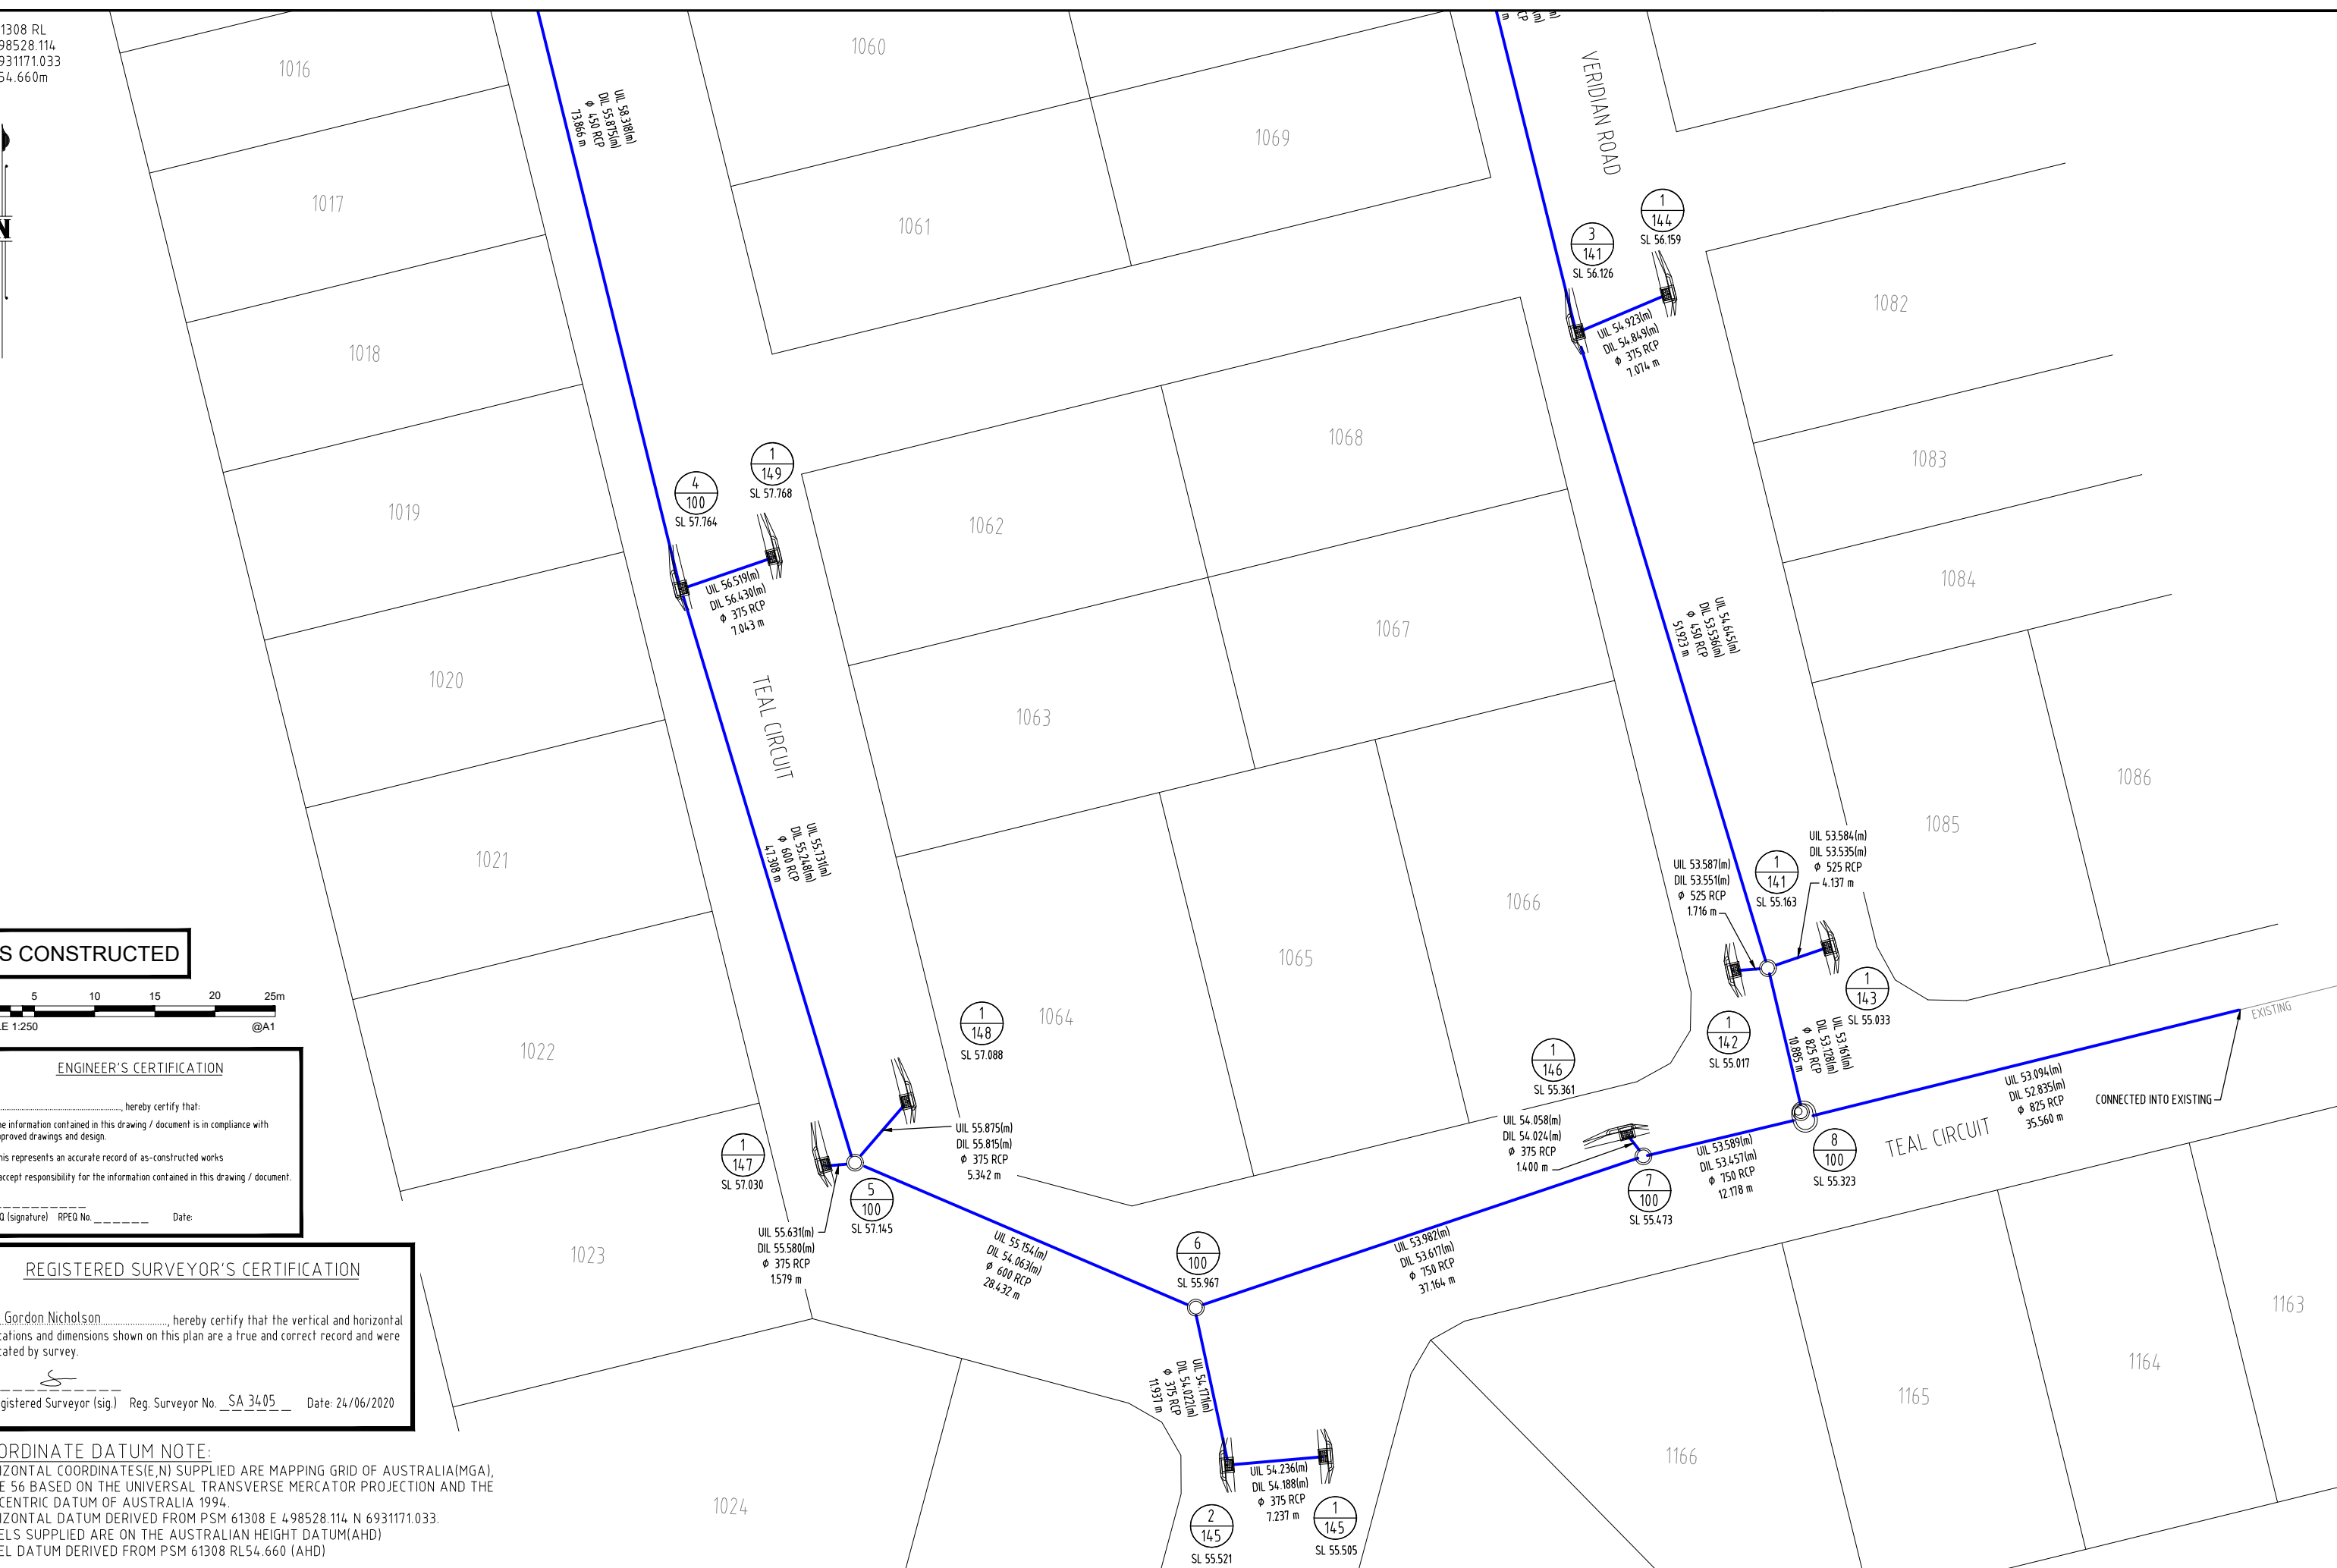 1308 RL
98528.114
931171.033
54.660m
N
1016
1017
1018
1019
1020
1021
1022
1023
1024
1060
1069
1061
UIL 58.318(m)
DIL 55.875(m)
ϕ 450 RCP
73.866 m
VERIDIAN ROAD
1
144
SL 56.159
3
141
SL 56.126
UIL 54.923(m)
DIL 54.849(m)
ϕ 375 RCP
7.074 m
1082
1083
1084
1085
1086
1068
1062
1067
1063
1066
1065
1064
1
149
SL 57.768
4
100
SL 57.764
UIL 56.519(m)
DIL 56.430(m)
ϕ 375 RCP
7.043 m
TEAL CIRCUIT
UIL 55.731(m)
DIL 55.248(m)
ϕ 600 RCP
47.308 m
UIL 54.645(m)
DIL 53.536(m)
ϕ 450 RCP
51.923 m
UIL 53.584(m)
DIL 53.535(m)
ϕ 525 RCP
4.137 m
UIL 53.587(m)
DIL 53.551(m)
ϕ 525 RCP
1.716 m
1
141
SL 55.163
1
143
SL 55.033
1
142
SL 55.017
UIL 53.161(m)
DIL 53.128(m)
ϕ 825 RCP
10.885 m
EXISTING
CONNECTED INTO EXISTING
UIL 53.094(m)
DIL 52.835(m)
ϕ 825 RCP
35.560 m
TEAL CIRCUIT
8
100
SL 55.323
1
146
SL 55.361
UIL 54.058(m)
DIL 54.024(m)
ϕ 375 RCP
1.400 m
UIL 53.589(m)
DIL 53.457(m)
ϕ 750 RCP
12.178 m
7
100
SL 55.473
1
148
SL 57.088
UIL 55.875(m)
DIL 55.815(m)
ϕ 375 RCP
5.342 m
1
147
SL 57.030
5
100
SL 57.145
UIL 55.631(m)
DIL 55.580(m)
ϕ 375 RCP
1.579 m
UIL 55.154(m)
DIL 54.063(m)
ϕ 600 RCP
28.432 m
6
100
SL 55.967
UIL 53.982(m)
DIL 53.617(m)
ϕ 750 RCP
37.164 m
UIL 54.171(m)
DIL 54.022(m)
ϕ 375 RCP
11.937 m
UIL 54.236(m)
DIL 54.188(m)
ϕ 375 RCP
7.237 m
2
145
SL 55.521
1
145
SL 55.505
1163
1164
1165
1166
S CONSTRUCTED
5 10 15 20 25m
LE 1:250 @A1
ENGINEER'S CERTIFICATION
, hereby certify that:
he information contained in this drawing / document is in compliance with
pproved drawings and design.
his represents an accurate record of as-constructed works
accept responsibility for the information contained in this drawing / document.
Q (signature) RPEQ No. ______ Date:
REGISTERED SURVEYOR'S CERTIFICATION
Gordon Nicholson, hereby certify that the vertical and horizontal
cations and dimensions shown on this plan are a true and correct record and were
cated by survey.
gistered Surveyor (sig.) Reg. Surveyor No. SA 3405 Date: 24/06/2020
ORDINATE DATUM NOTE:
IZONTAL COORDINATES(E,N) SUPPLIED ARE MAPPING GRID OF AUSTRALIA(MGA),
E 56 BASED ON THE UNIVERSAL TRANSVERSE MERCATOR PROJECTION AND THE
CENTRIC DATUM OF AUSTRALIA 1994.
IZONTAL DATUM DERIVED FROM PSM 61308 E 498528.114 N 6931171.033.
ELS SUPPLIED ARE ON THE AUSTRALIAN HEIGHT DATUM(AHD)
EL DATUM DERIVED FROM PSM 61308 RL54.660 (AHD)